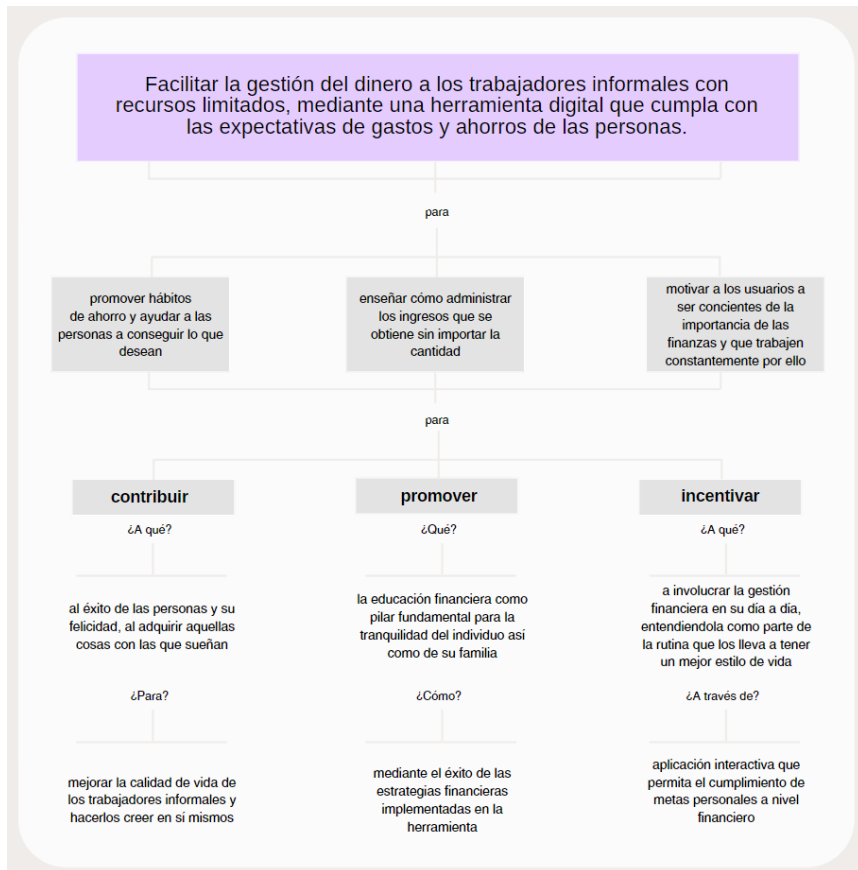 Facilitar la gestión del dinero a los trabajadores informales con
recursos limitados, mediante una herramienta digital que cumpla con
las expectativas de gastos y ahorros de las personas.
para
promover hábitos
de ahorro y ayudar a las
personas a conseguir lo que
desean
enseñar cómo administrar
los ingresos que se
obtiene sin importar la
cantidad
motivar a los usuarios a
ser concientes de la
importancia de las
finanzas y que trabajen
constantemente por ello
para
contribuir
¿A qué?
al éxito de las personas y su
felicidad, al adquirir aquellas
cosas con las que sueñan
¿Para?
mejorar la calidad de vida de
los trabajadores informales y
hacerlos creer en sí mismos
promover
¿Qué?
la educación financiera como
pilar fundamental para la
tranquilidad del individuo así
como de su familia
¿Cómo?
mediante el éxito de las
estrategias financieras
implementadas en la
herramienta
incentivar
¿A qué?
a involucrar la gestión
financiera en su día a día,
entendiendola como parte de
la rutina que los lleva a tener
un mejor estilo de vida
¿A través de?
aplicación interactiva que
permita el cumplimiento de
metas personales a nivel
financiero